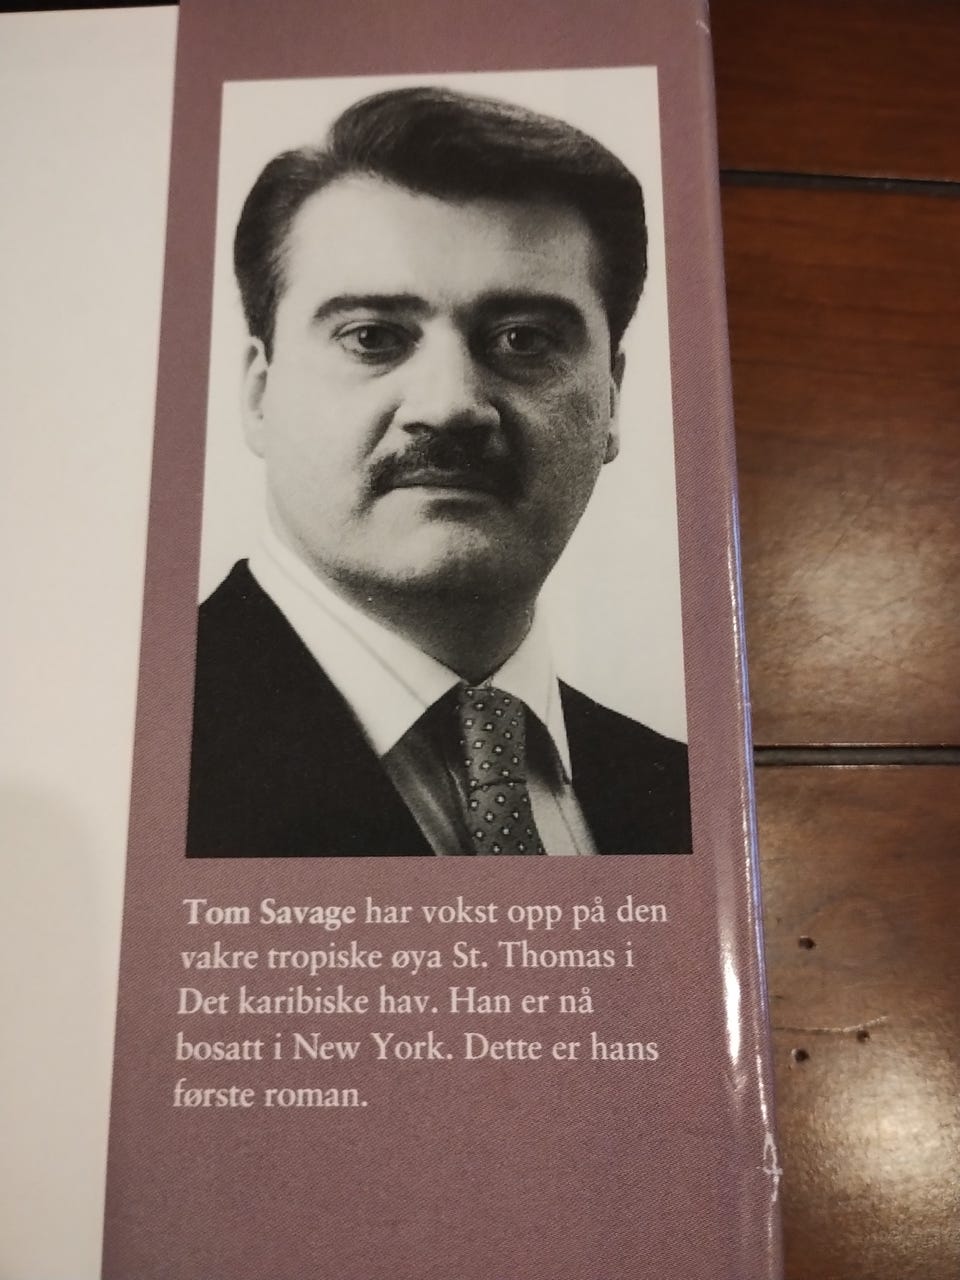 Tom Savage har vokst opp på den
vakre tropiske øya St. Thomas i
Det karibiske hav. Han er nå
bosatt i New York. Dette er hans
første roman.